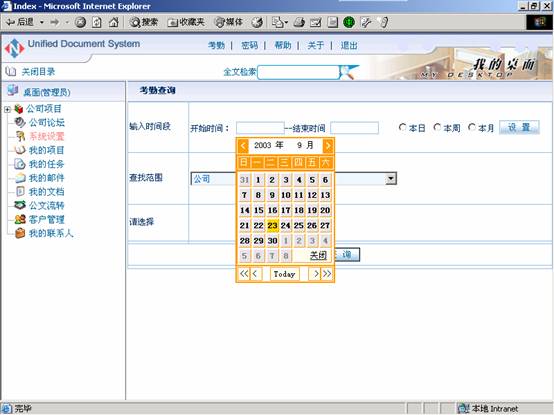 Index - Microsoft Internet Explorer
后退 搜索 收藏夹 媒体
Unified Document System
考勤 | 密码 | 帮助 | 关于 | 退出
关闭目录
全文检索
我的桌面
MY DESKTOP
桌面(管理员)
公司项目
公司论坛
系统设置
我的项目
我的任务
我的邮件
我的文档
公文流转
客户管理
我的联系人
考勤查询
输入时间段 开始时间： --结束时间 本日 本周 本月 设 置
查找范围 公司
请选择
询
2003 年 9 月
日 一 二 三 四 五 六
31 1 2 3 4 5 6
7 8 9 10 11 12 13
14 15 16 17 18 19 20
21 22 23 24 25 26 27
28 29 30 1 2 3 4
5 6 7 8 关闭
<< < Today > >>
完毕 本地 Intranet